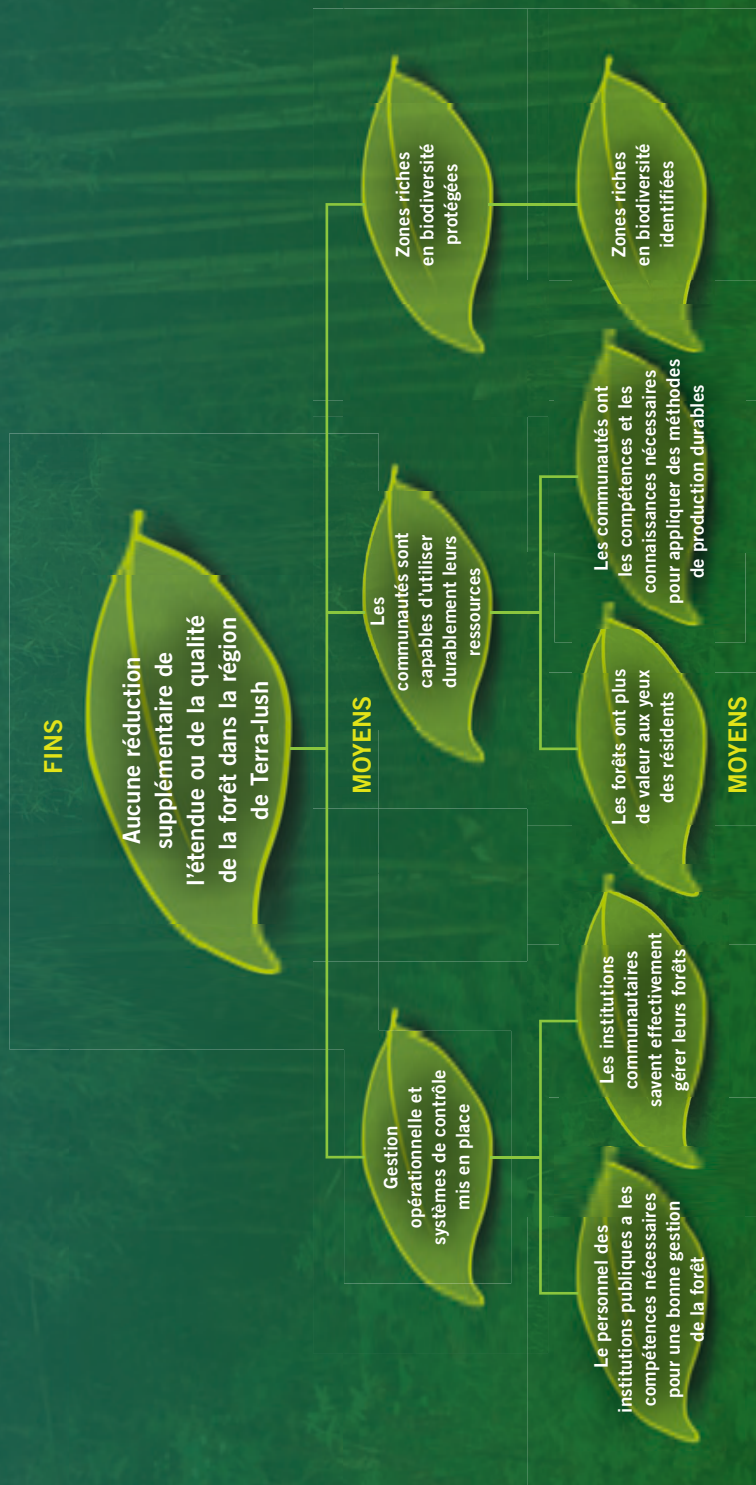 FINS
Aucune réduction
supplémentaire de
l'étendue ou de la qualité
de la forêt dans la région
de Terra-lush
MOYENS
Gestion
opérationnelle et
systèmes de contrôle
mis en place
Les
communautés sont
capables d'utiliser
durablement leurs
ressources
Zones riches
en biodiversité
protégées
Le personnel des
institutions publiques a les
compétences nécessaires
pour une bonne gestion
de la forêt
Les institutions
communautaires
savent effectivement
gérer leurs forêts
Les forêts ont plus
de valeur aux yeux
des résidents
Les communautés ont
les compétences et les
connaissances nécessaires
pour appliquer des méthodes
de production durables
Zones riches
en biodiversité
identifiées
MOYENS